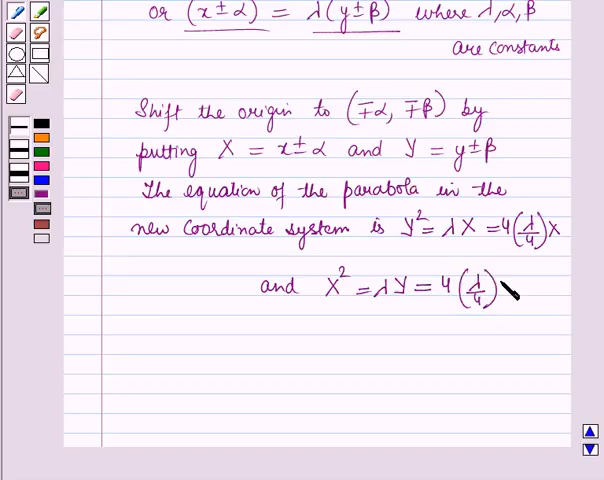 or (x ± α) = λ(y ± β) where λ, α, β
are constants
Shift the origin to (∓α, ∓β) by
putting X = x ± α and Y = y ± β
The equation of the parabola in the
new coordinate system is Y² = λX = 4(λ/4)X
and X² = λY = 4(λ/4)